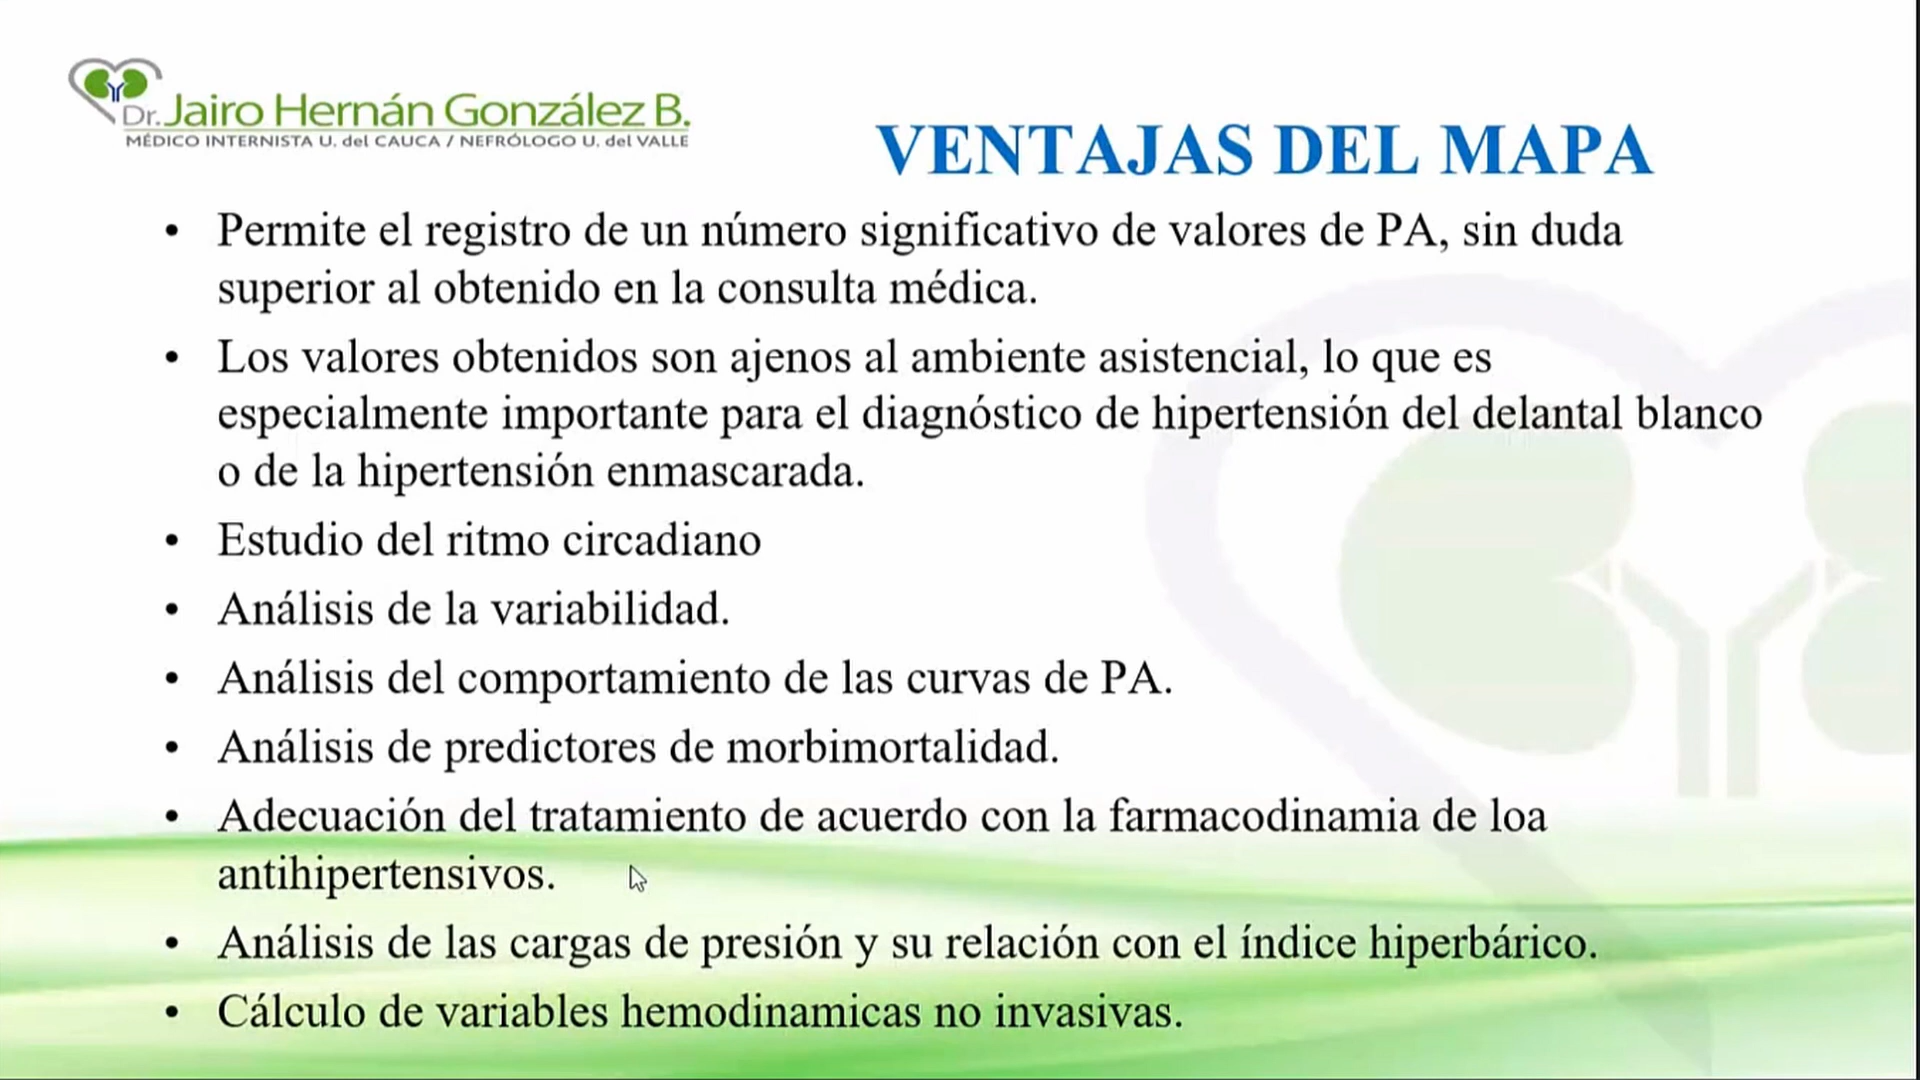 Dr. Jairo Hernán González B.
MÉDICO INTERNISTA U. del CAUCA / NEFRÓLOGO U. del VALLE
VENTAJAS DEL MAPA
• Permite el registro de un número significativo de valores de PA, sin duda
superior al obtenido en la consulta médica.
• Los valores obtenidos son ajenos al ambiente asistencial, lo que es
especialmente importante para el diagnóstico de hipertensión del delantal blanco
o de la hipertensión enmascarada.
• Estudio del ritmo circadiano
• Análisis de la variabilidad.
• Análisis del comportamiento de las curvas de PA.
• Análisis de predictores de morbimortalidad.
• Adecuación del tratamiento de acuerdo con la farmacodinamia de loa
antihipertensivos.
• Análisis de las cargas de presión y su relación con el índice hiperbárico.
• Cálculo de variables hemodinamicas no invasivas.